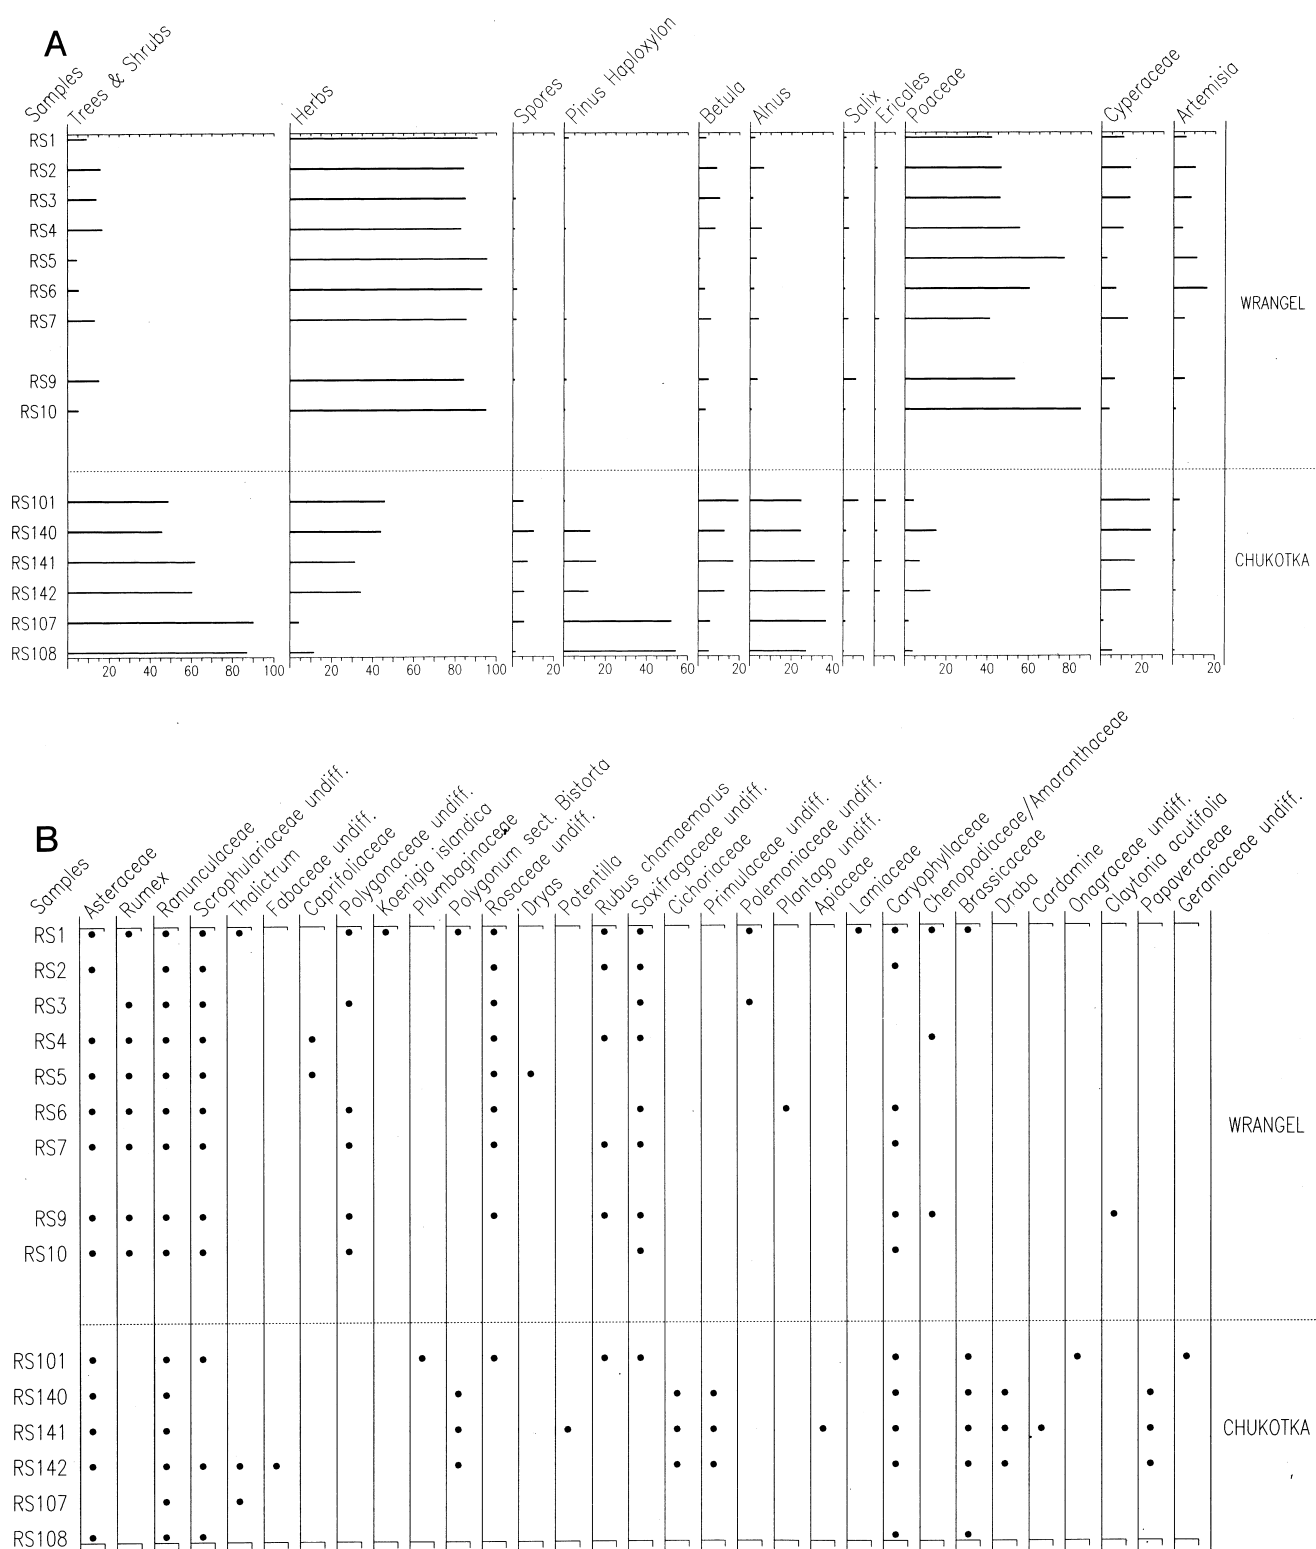 A
Samples
Trees & Shrubs
Herbs
Spores
Pinus Haploxylon
Betula
Alnus
Salix
Ericales
Poaceae
Cyperaceae
Artemisia
RS1
RS2
RS3
RS4
RS5
RS6
WRANGEL
RS7
RS9
RS10
RS101
RS140
RS141
CHUKOTKA
RS142
RS107
RS108
20 40 60 80 100 20 40 60 80 100 20 20 40 60 20 20 40 20 40 60 80 20 20
B
Samples
Asteraceae
Rumex
Ranunculaceae
Scrophulariaceae undiff.
Thalictrum
Fabaceae undiff.
Caprifoliaceae
Polygonaceae undiff.
Koenigia islandica
Plumbaginaceae
Polygonum sect. Bistorta
Rosaceae undiff.
Dryas
Potentilla
Rubus chamaemorus
Saxifragaceae undiff.
Cichoriaceae
Primulaceae undiff.
Polemoniaceae undiff.
Plantago undiff.
Apiaceae
Lamiaceae
Caryophyllaceae
Chenopodiaceae/Amaranthaceae
Brassicaceae
Draba
Cardamine
Onagraceae undiff.
Claytonia acutifolia
Papaveraceae
Geraniaceae undiff.
RS1
RS2
RS3
RS4
RS5
RS6
WRANGEL
RS7
RS9
RS10
RS101
RS140
RS141
CHUKOTKA
RS142
RS107
RS108